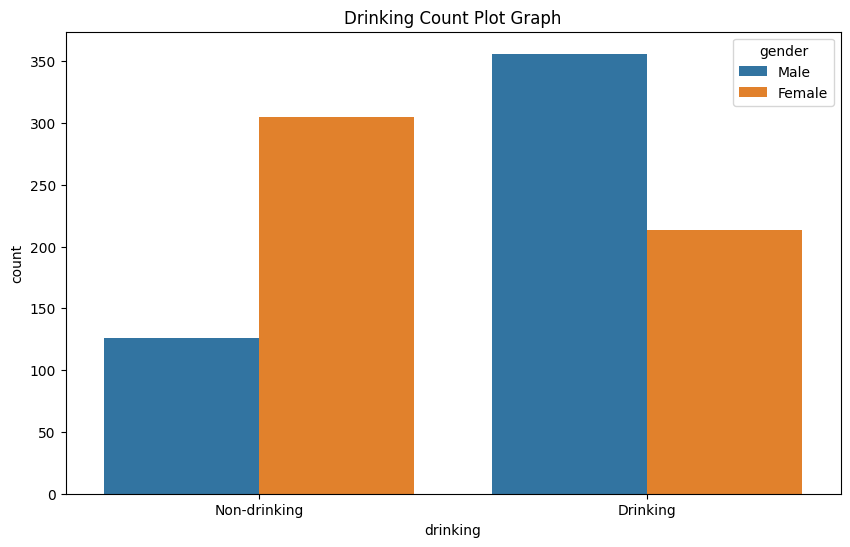 Drinking Count Plot Graph
gender
Male
Female
count
350
300
250
200
150
100
50
0
Non-drinking
Drinking
drinking